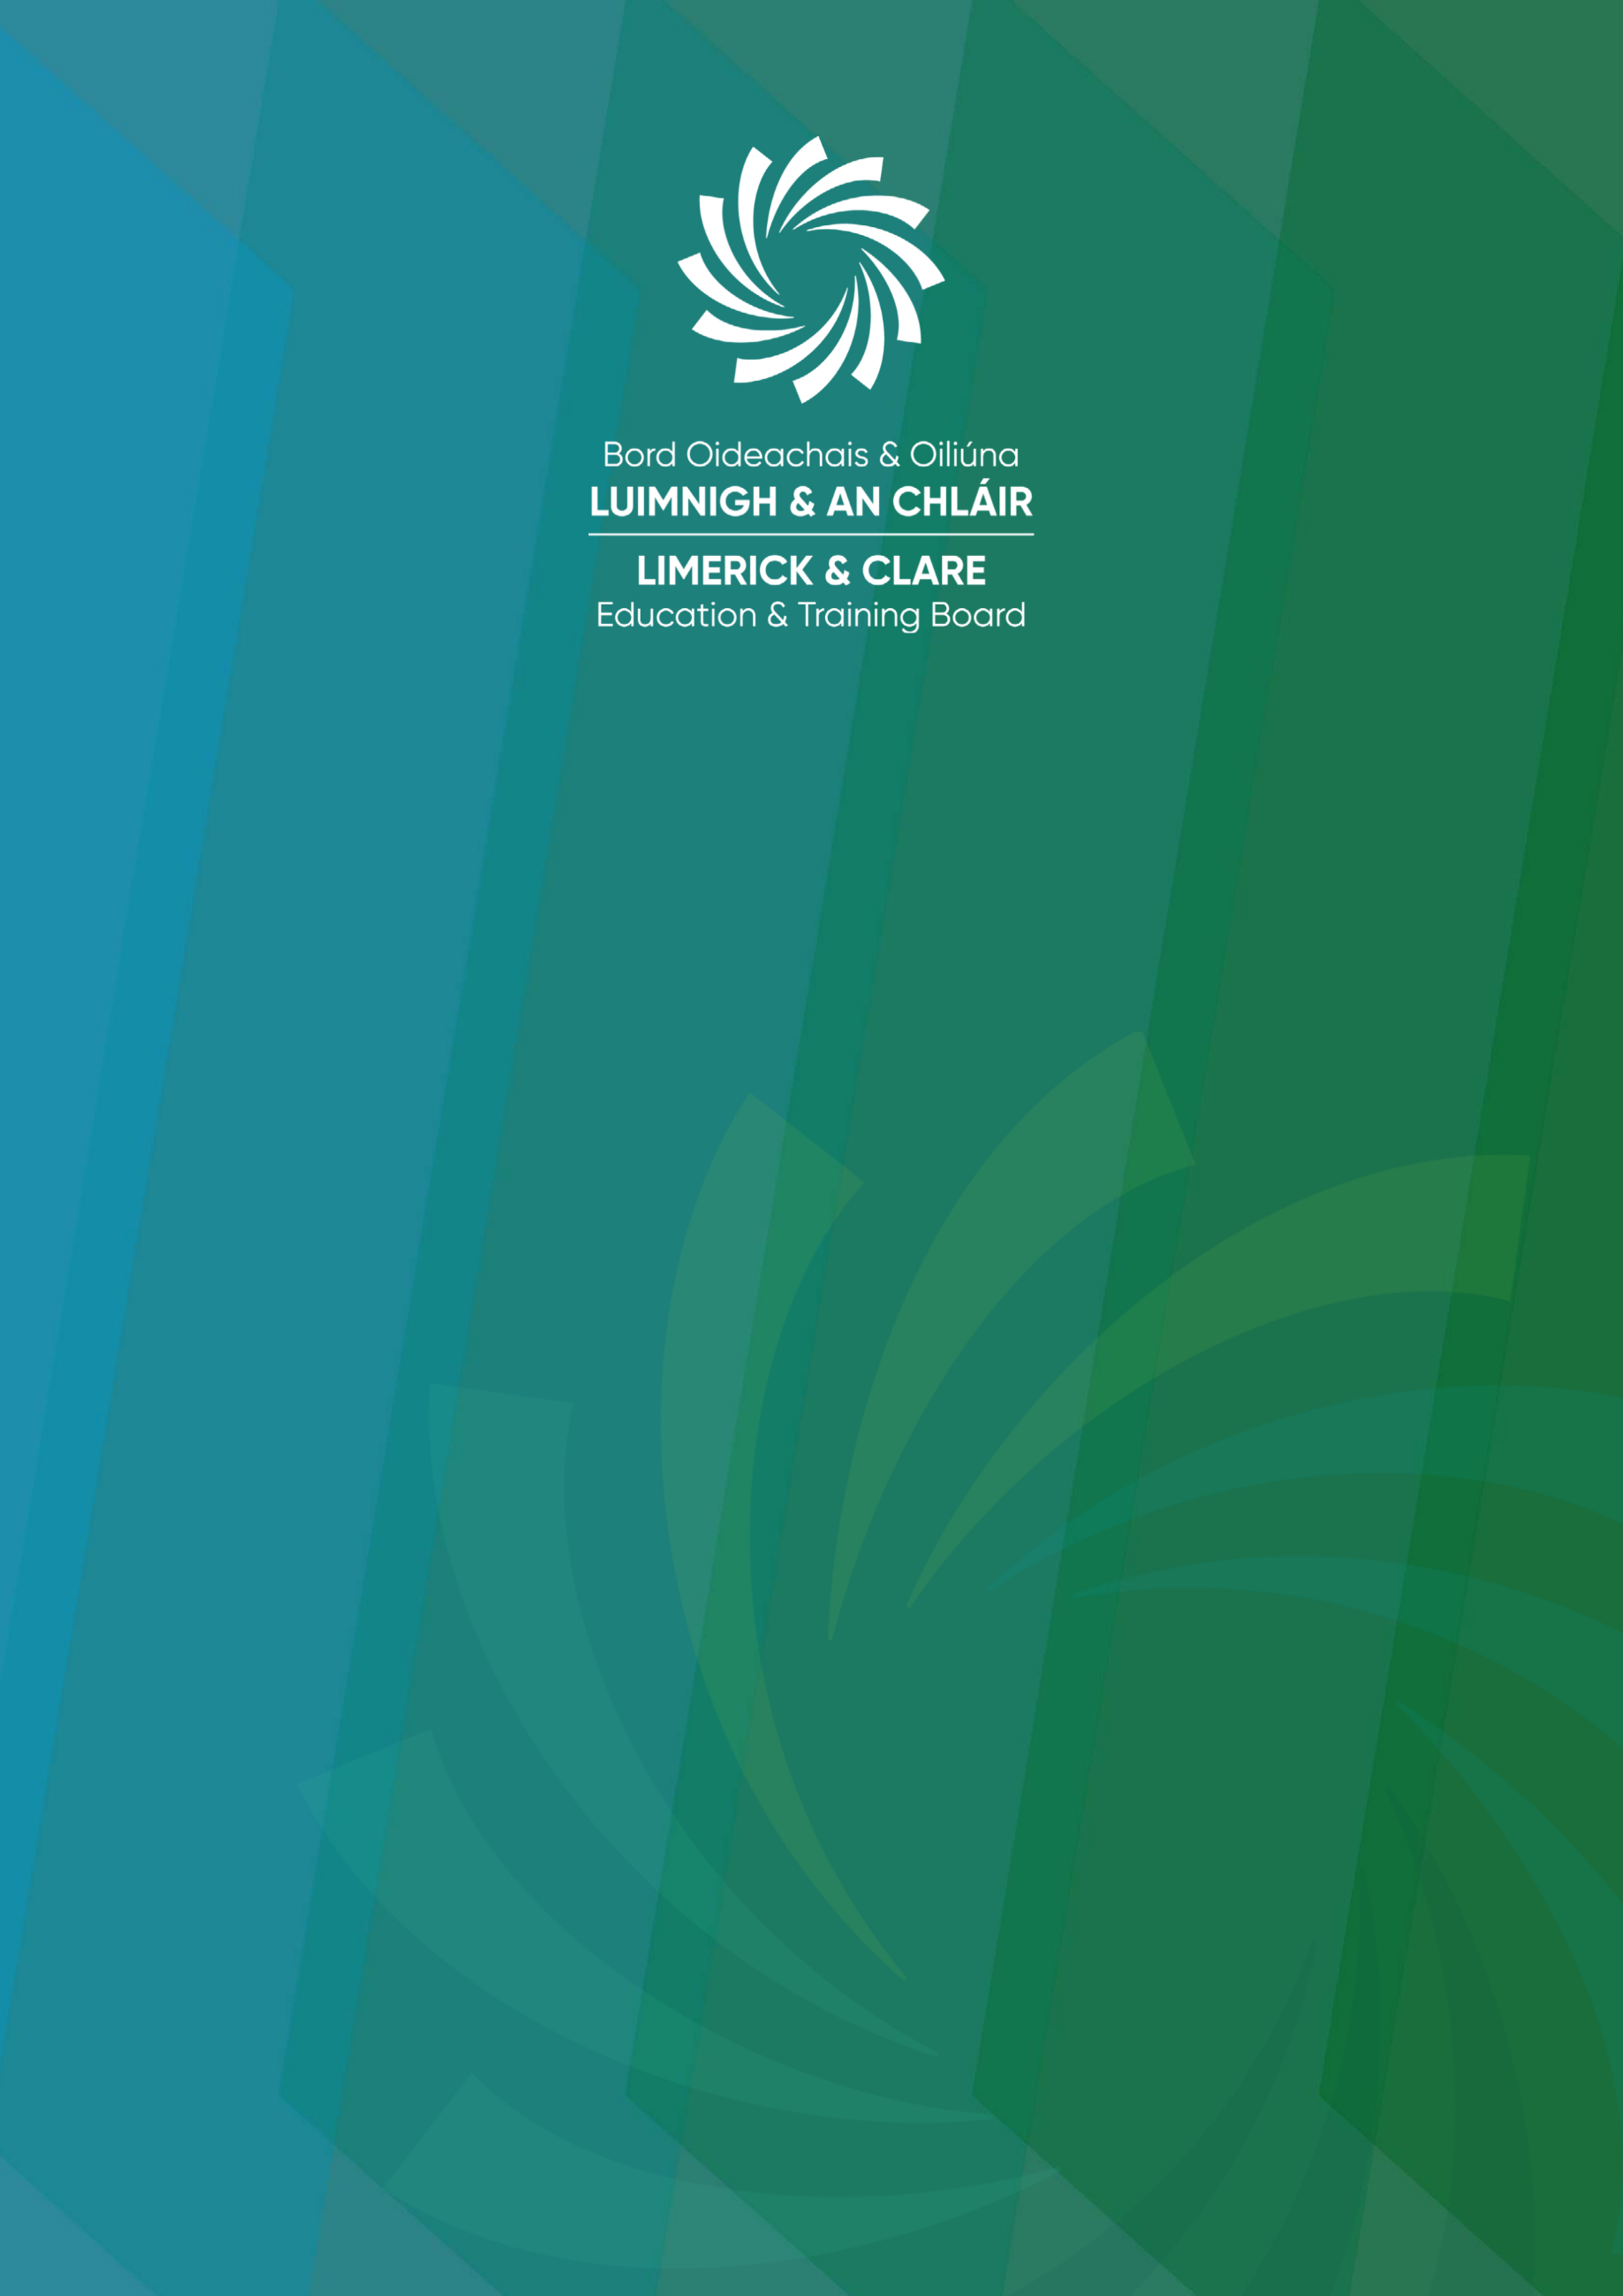 Bord Oideachais & Oiliúna
LUIMNIGH & AN CHLÁIR
LIMERICK & CLARE
Education & Training Board